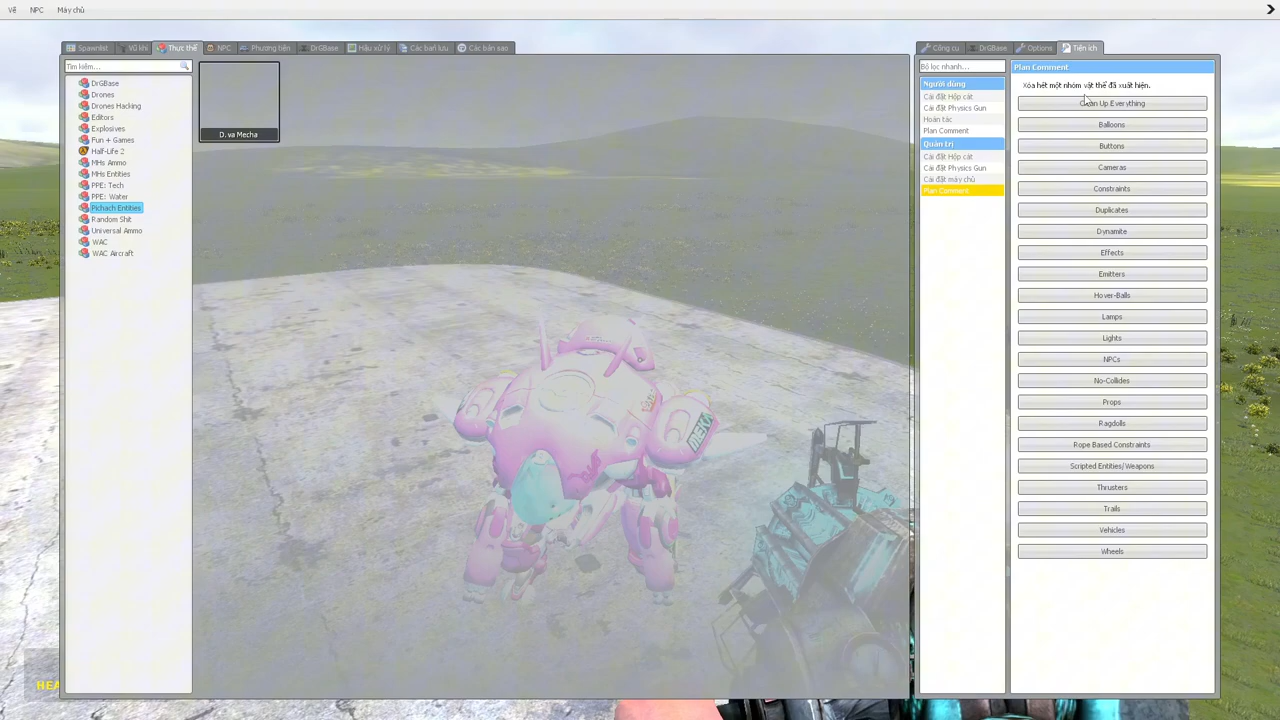 Vẽ NPC Máy chủ
Spawnlist Vũ khí Thực thể NPC Phương tiện DrGBase Hậu xử lý Các bản lưu Các bản sao
Công cụ DrGBase Options Tiện ích
Tìm kiếm...
DrGBase
Drones
Drones Hacking
Editors
Explosives
Fun + Games
Half-Life 2
MHs Ammo
MHs Entities
PPE: Tech
PPE: Water
Pichach Entities
Random Shit
Universal Ammo
WAC
WAC Aircraft
D. va Mecha
MEKA
Bộ lọc nhanh...
Người dùng
Cài đặt Hộp cát
Cài đặt Physics Gun
Hoàn tác
Plan Comment
Quản trị
Cài đặt Hộp cát
Cài đặt Physics Gun
Cài đặt máy chủ
Plan Comment
Plan Comment
Xóa hết một nhóm vật thể đã xuất hiện.
Clean Up Everything
Balloons
Buttons
Cameras
Constraints
Duplicates
Dynamite
Effects
Emitters
Hover-Balls
Lamps
Lights
NPCs
No-Collides
Props
Ragdolls
Rope Based Constraints
Scripted Entities/Weapons
Thrusters
Trails
Vehicles
Wheels